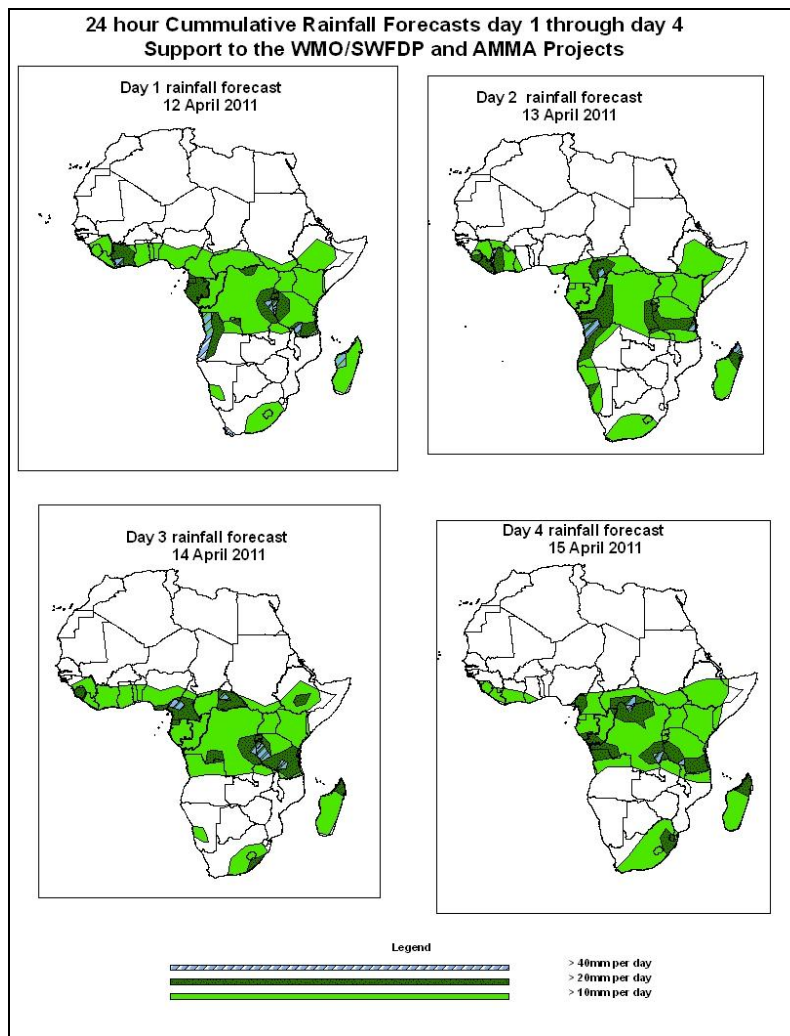 24 hour Cummulative Rainfall Forecasts day 1 through day 4
Support to the WMO/SWFDP and AMMA Projects
Day 1 rainfall forecast
12 April 2011
Day 2 rainfall forecast
13 April 2011
Day 3 rainfall forecast
14 April 2011
Day 4 rainfall forecast
15 April 2011
Legend
> 40mm per day
> 20mm per day
> 10mm per day